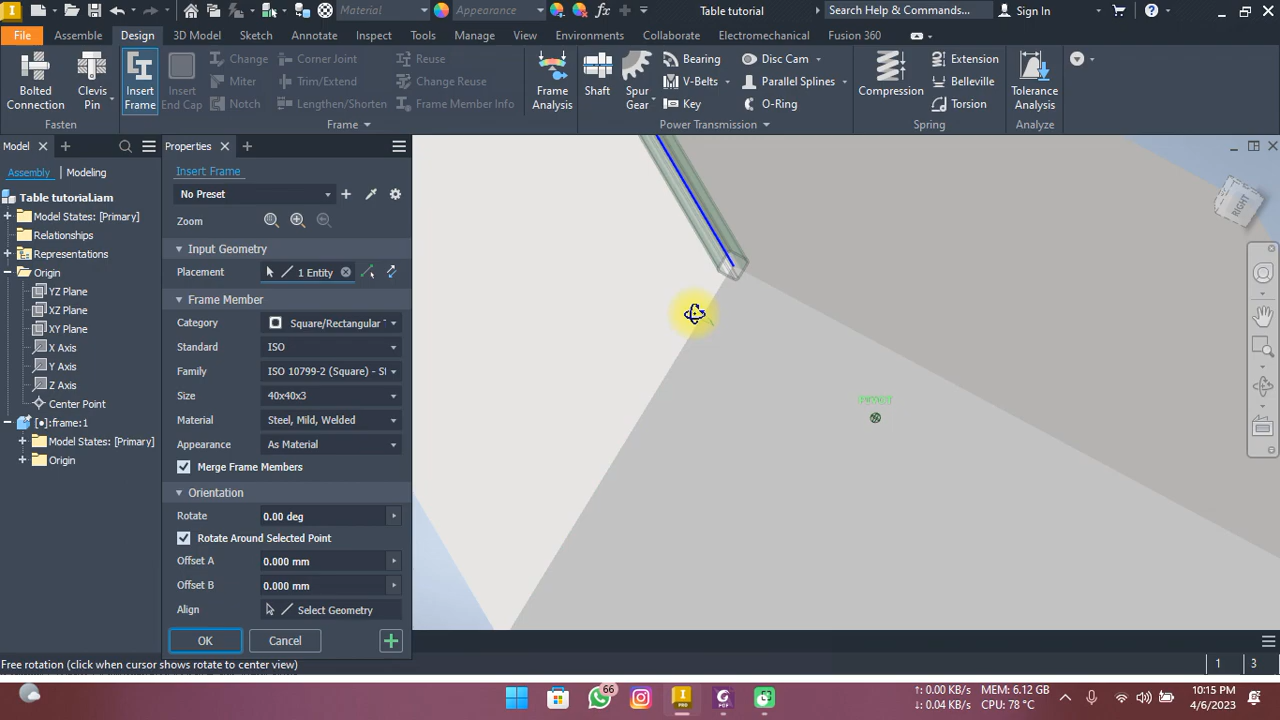 Material
Appearance
Table tutorial
Search Help & Commands...
Sign In
File
Assemble
Design
3D Model
Sketch
Annotate
Inspect
Tools
Manage
View
Environments
Collaborate
Electromechanical
Fusion 360
Bolted Connection
Clevis Pin
Insert Frame
Insert End Cap
Change
Miter
Notch
Corner Joint
Trim/Extend
Lengthen/Shorten
Reuse
Change Reuse
Frame Member Info
Frame Analysis
Shaft
Spur Gear
Bearing
V-Belts
Key
Disc Cam
Parallel Splines
O-Ring
Compression
Extension
Belleville
Torsion
Tolerance Analysis
Fasten
Frame
Power Transmission
Spring
Analyze
Model
Assembly
Modeling
Table tutorial.iam
Model States: [Primary]
Relationships
Representations
Origin
YZ Plane
XZ Plane
XY Plane
X Axis
Y Axis
Z Axis
Center Point
[●]:frame:1
Model States: [Primary]
Origin
Properties
Insert Frame
No Preset
Zoom
Input Geometry
Placement 1 Entity
Frame Member
Category Square/Rectangular T
Standard ISO
Family ISO 10799-2 (Square) - St
Size 40x40x3
Material Steel, Mild, Welded
Appearance As Material
Merge Frame Members
Orientation
Rotate 0.00 deg
Rotate Around Selected Point
Offset A 0.000 mm
Offset B 0.000 mm
Align Select Geometry
OK
Cancel
RIGHT
Free rotation (click when cursor shows rotate to center view)
1
3
66
PRO
PCP
↑: 0.00 KB/s
↓: 0.04 KB/s
MEM: 6.12 GB
CPU: 78 °C
10:15 PM
4/6/2023